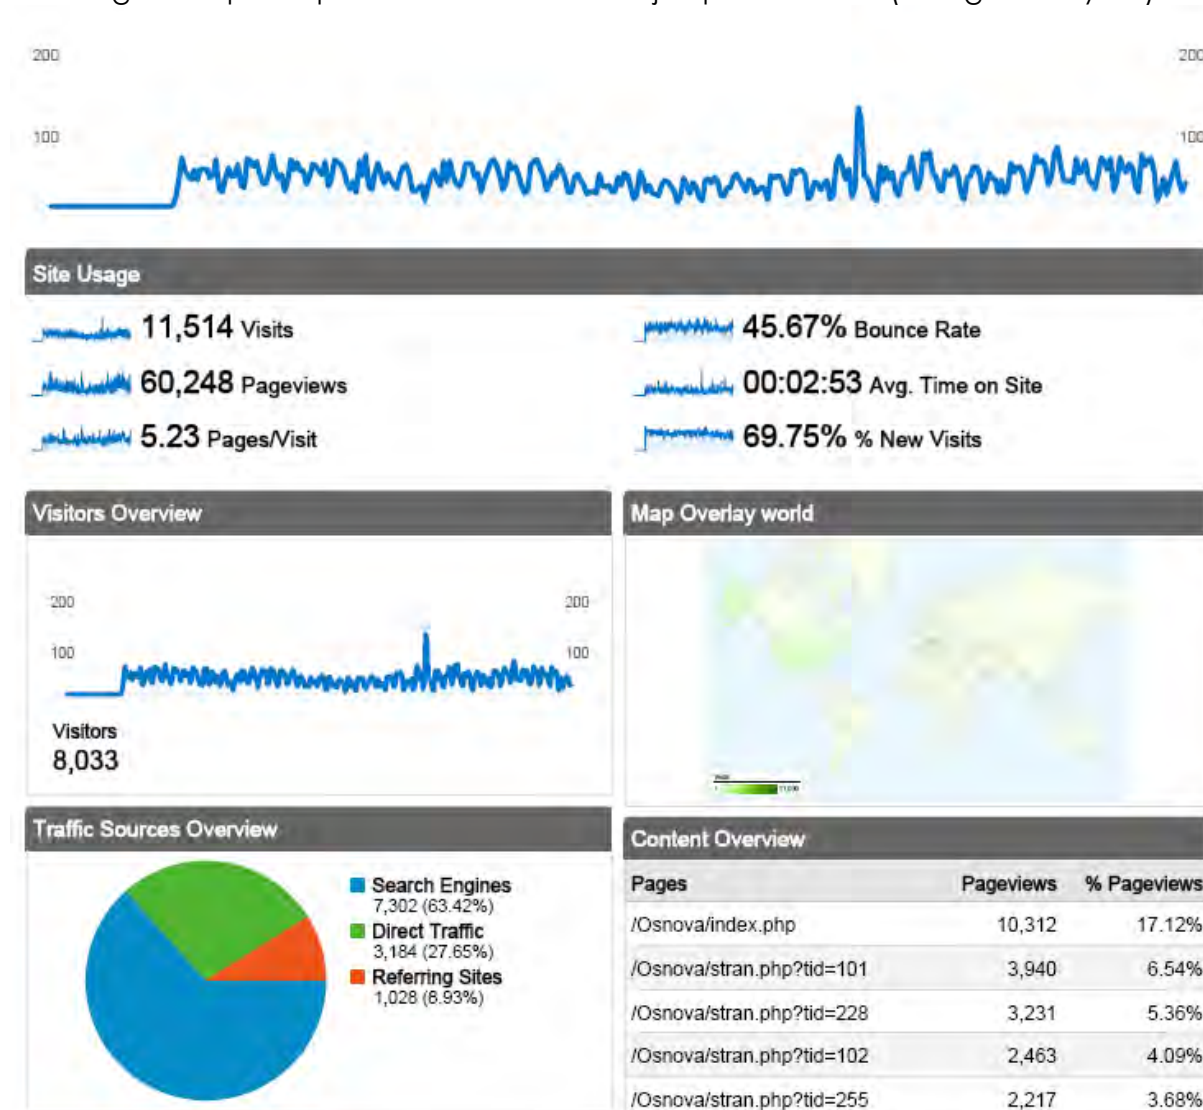 200 200
100 100
Site Usage
11,514 Visits
60,248 Pageviews
5.23 Pages/Visit
45.67% Bounce Rate
00:02:53 Avg. Time on Site
69.75% % New Visits
Visitors Overview
200 200
100 100
Visitors
8,033
Map Overlay world
Traffic Sources Overview
Search Engines
7,302 (63.42%)
Direct Traffic
3,184 (27.65%)
Referring Sites
1,028 (8.93%)
Content Overview
Pages Pageviews % Pageviews
/Osnova/index.php 10,312 17.12%
/Osnova/stran.php?tid=101 3,940 6.54%
/Osnova/stran.php?tid=228 3,231 5.36%
/Osnova/stran.php?tid=102 2,463 4.09%
/Osnova/stran.php?tid=255 2,217 3.68%